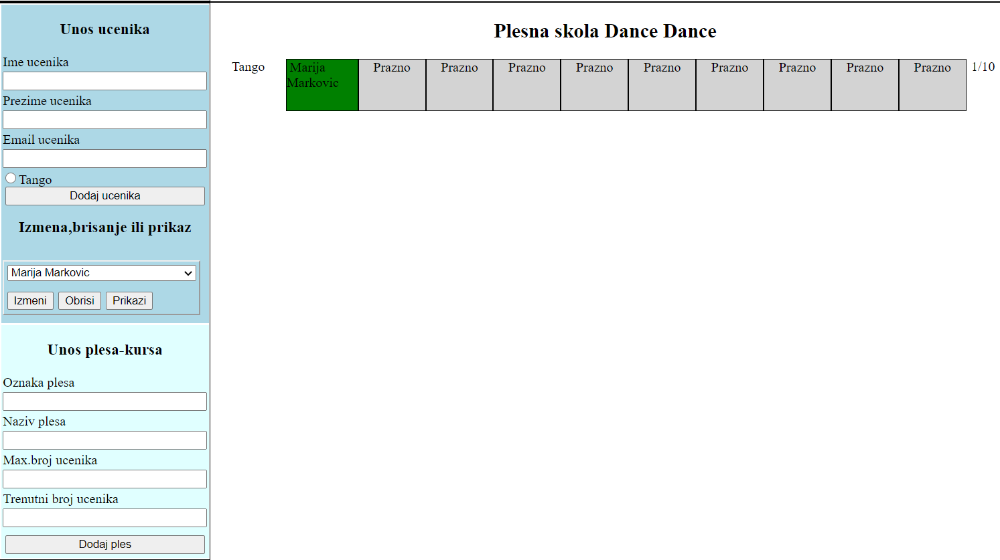 Unos ucenika
Ime ucenika
Prezime ucenika
Email ucenika
Tango
Dodaj ucenika
Izmena,brisanje ili prikaz
Marija Markovic
Izmeni Obrisi Prikazi
Unos plesa-kursa
Oznaka plesa
Naziv plesa
Max.broj ucenika
Trenutni broj ucenika
Dodaj ples
Plesna skola Dance Dance
Tango
Marija
Markovic
Prazno
Prazno
Prazno
Prazno
Prazno
Prazno
Prazno
Prazno
Prazno
1/10